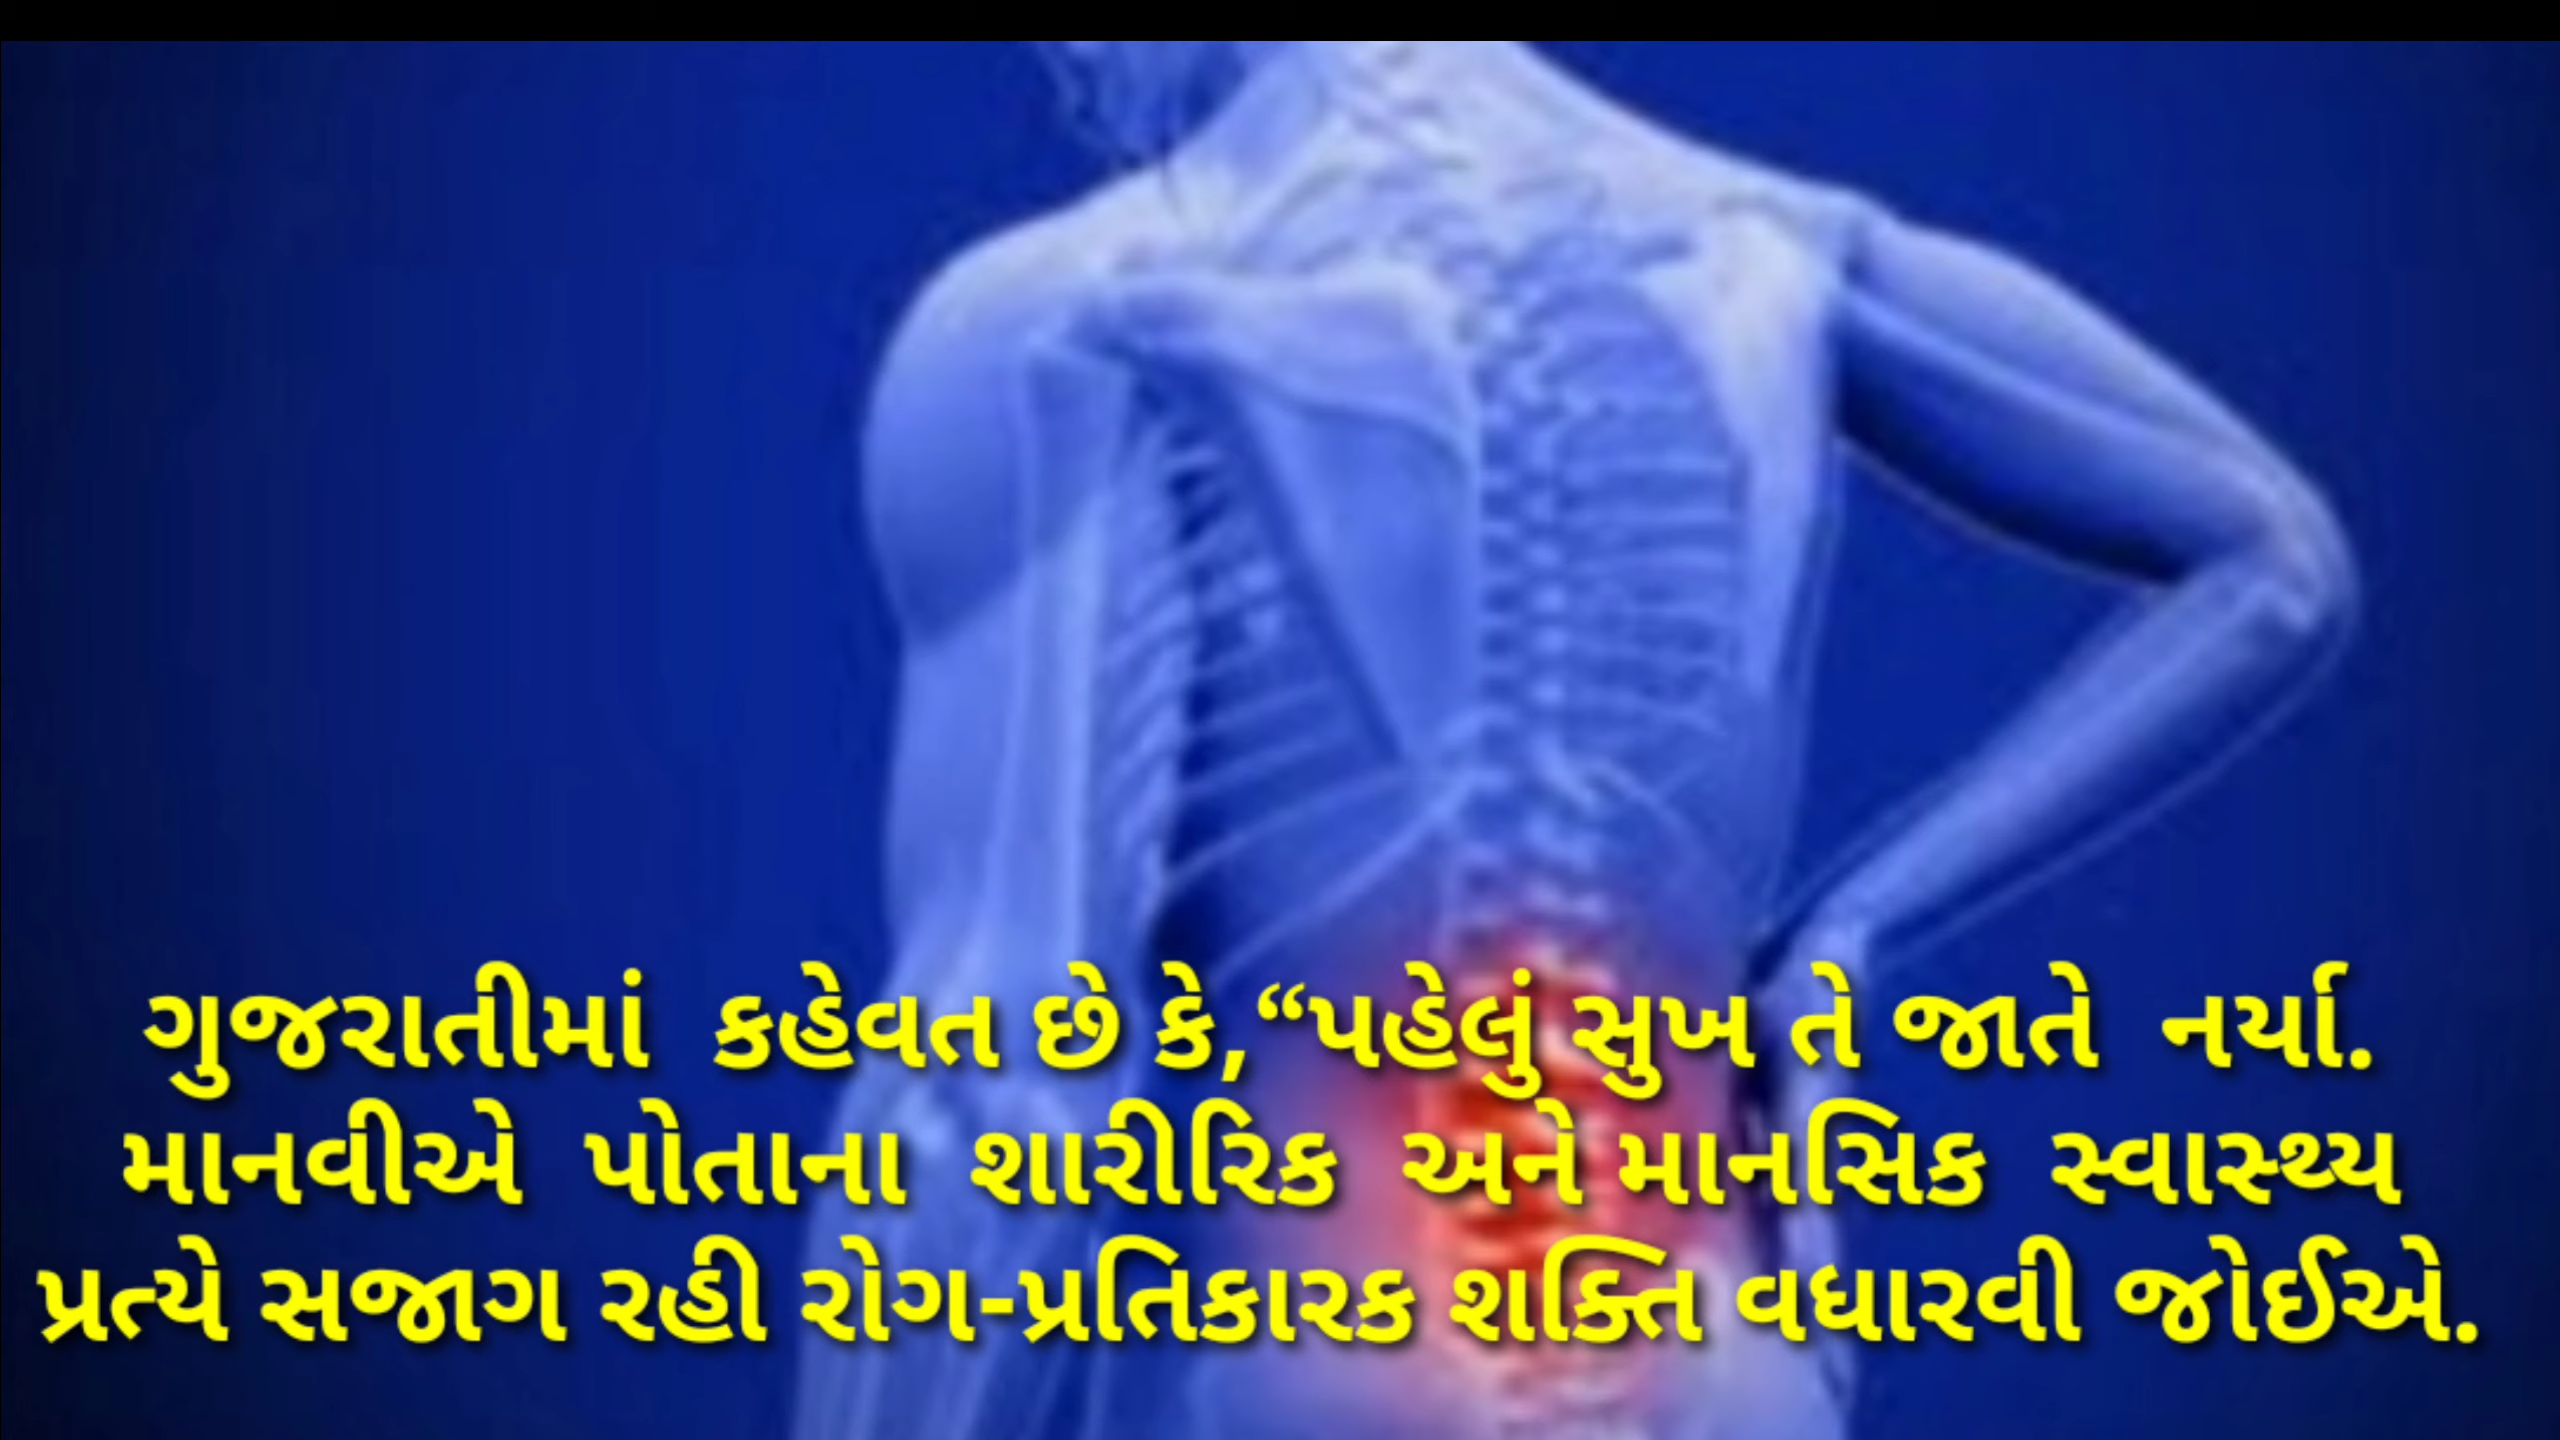 ગુજરાતીમાં કહેવત છે કે, “પહેલું સુખ તે જાતે નર્યા.
માનવીએ પોતાના શારીરિક અને માનસિક સ્વાસ્થ્ય
પ્રત્યે સજાગ રહી રોગ-પ્રતિકારક શક્તિ વધારવી જોઈએ.